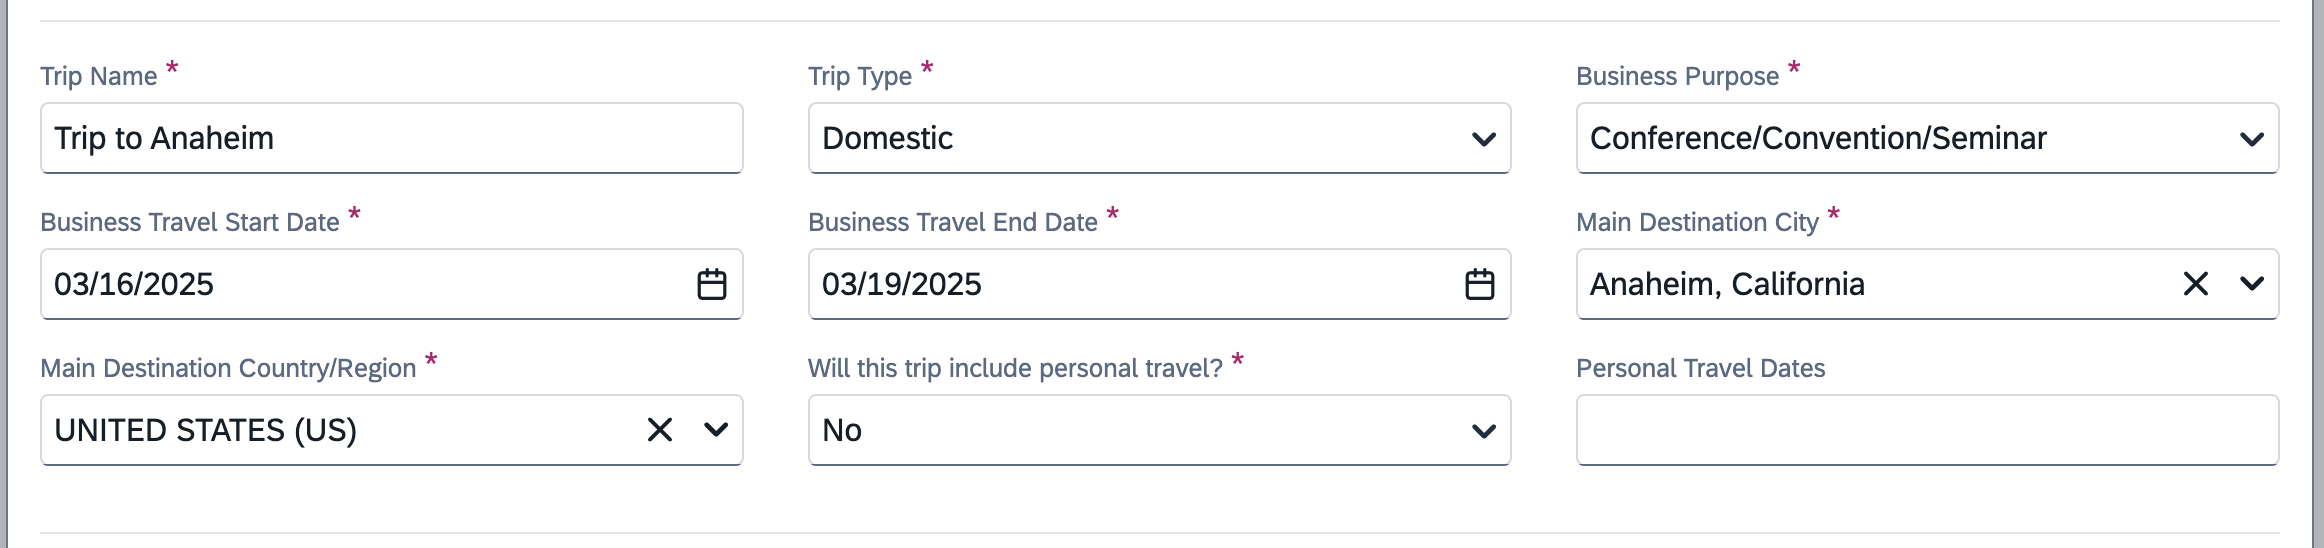 Trip Name *
Trip Type *
Business Purpose *
Trip to Anaheim
Domestic
Conference/Convention/Seminar
Business Travel Start Date *
Business Travel End Date *
Main Destination City *
03/16/2025
03/19/2025
Anaheim, California
Main Destination Country/Region *
Will this trip include personal travel? *
Personal Travel Dates
UNITED STATES (US)
No